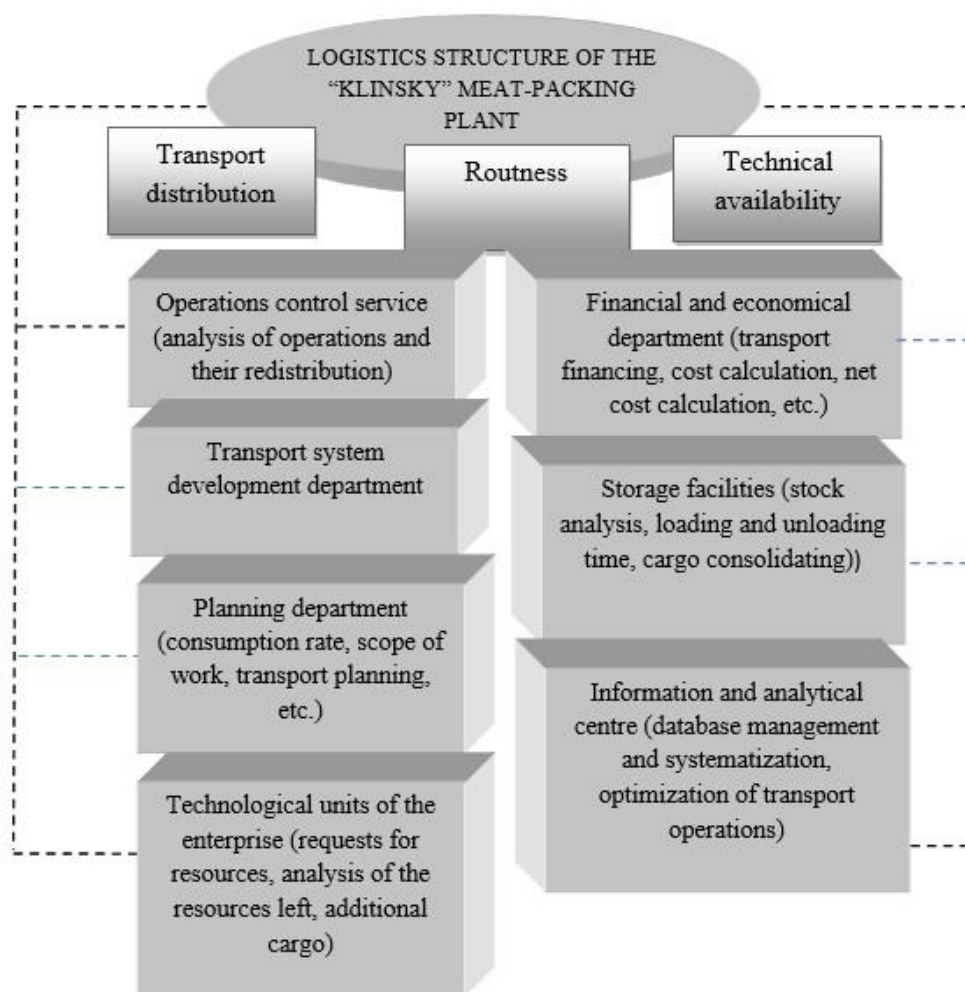 LOGISTICS STRUCTURE OF THE
“KLINSKY” MEAT-PACKING
PLANT
Transport
distribution
Routness
Technical
availability
Operations control service
(analysis of operations and
their redistribution)
Transport system
development department
Planning department
(consumption rate, scope of
work, transport planning,
etc.)
Technological units of the
enterprise (requests for
resources, analysis of the
resources left, additional
cargo)
Financial and economical
department (transport
financing, cost calculation, net
cost calculation, etc.)
Storage facilities (stock
analysis, loading and unloading
time, cargo consolidating))
Information and analytical
centre (database management
and systematization,
optimization of transport
operations)